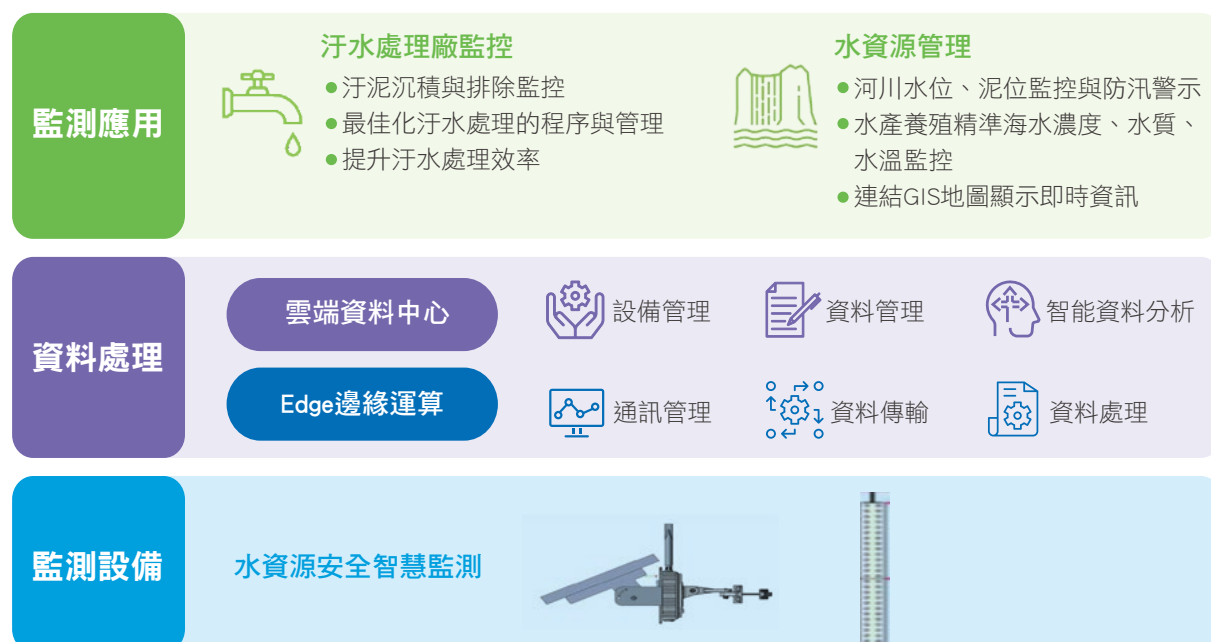 監測應用
汙水處理廠監控
●汙泥沉積與排除監控
●最佳化汙水處理的程序與管理
●提升汙水處理效率
水資源管理
●河川水位、泥位監控與防汛警示
●水產養殖精準海水濃度、水質、
水溫監控
●連結GIS地圖顯示即時資訊
資料處理
雲端資料中心
設備管理
資料管理
智能資料分析
Edge邊緣運算
通訊管理
資料傳輸
資料處理
監測設備
水資源安全智慧監測